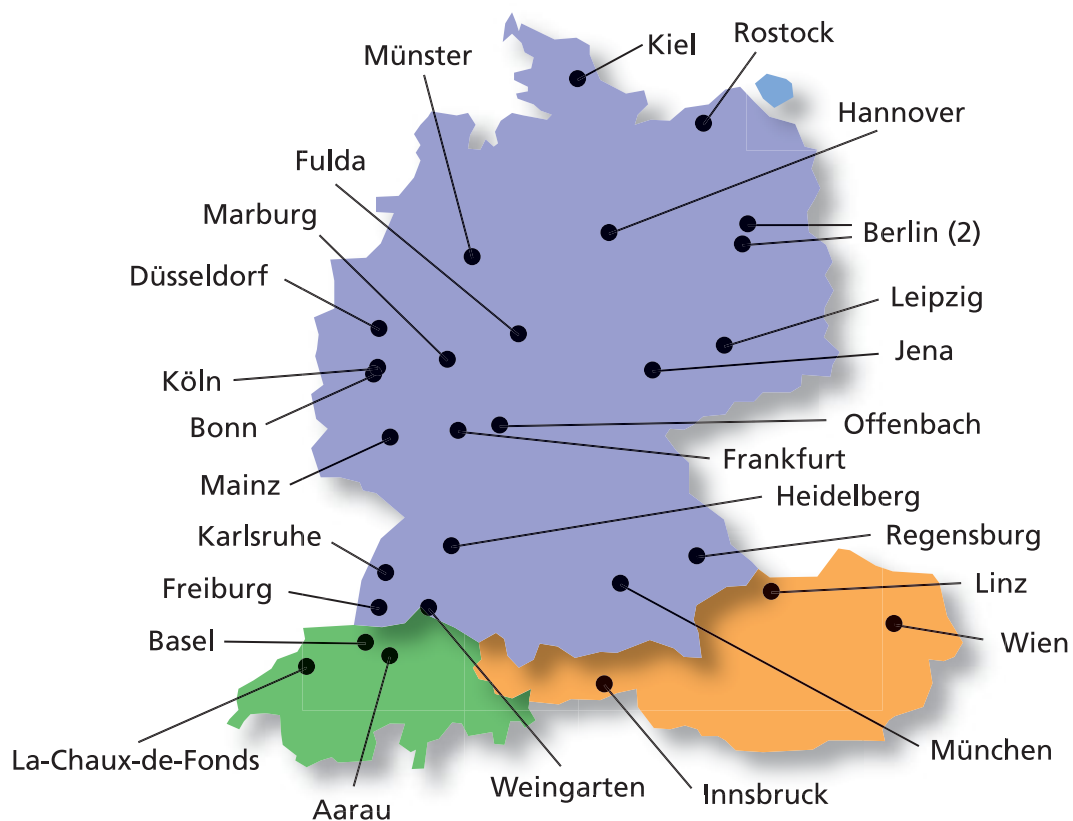 Kiel
Rostock
Münster
Hannover
Fulda
Marburg
Berlin (2)
Düsseldorf
Leipzig
Jena
Köln
Bonn
Offenbach
Frankfurt
Mainz
Heidelberg
Karlsruhe
Regensburg
Freiburg
Linz
Basel
Wien
La-Chaux-de-Fonds
München
Weingarten
Innsbruck
Aarau